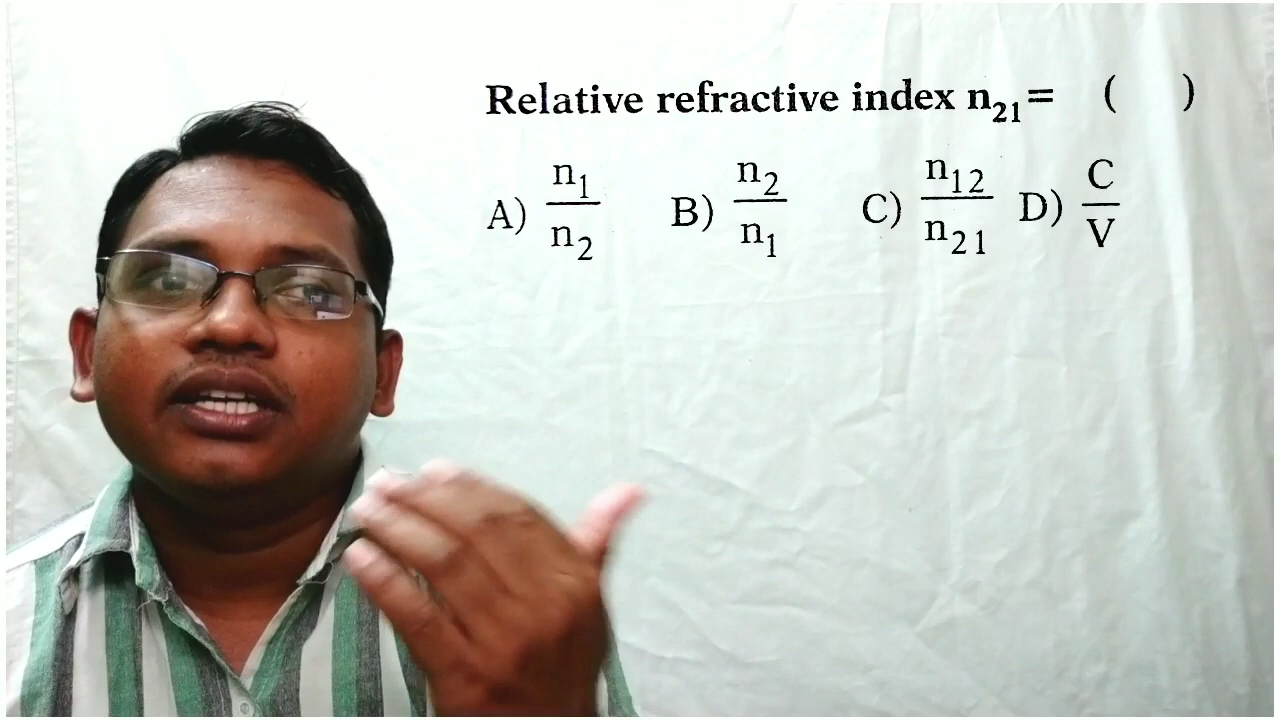 Relative refractive index n₂₁= ( )
A) n₁/n₂ B) n₂/n₁ C) n₁₂/n₂₁ D) C/V